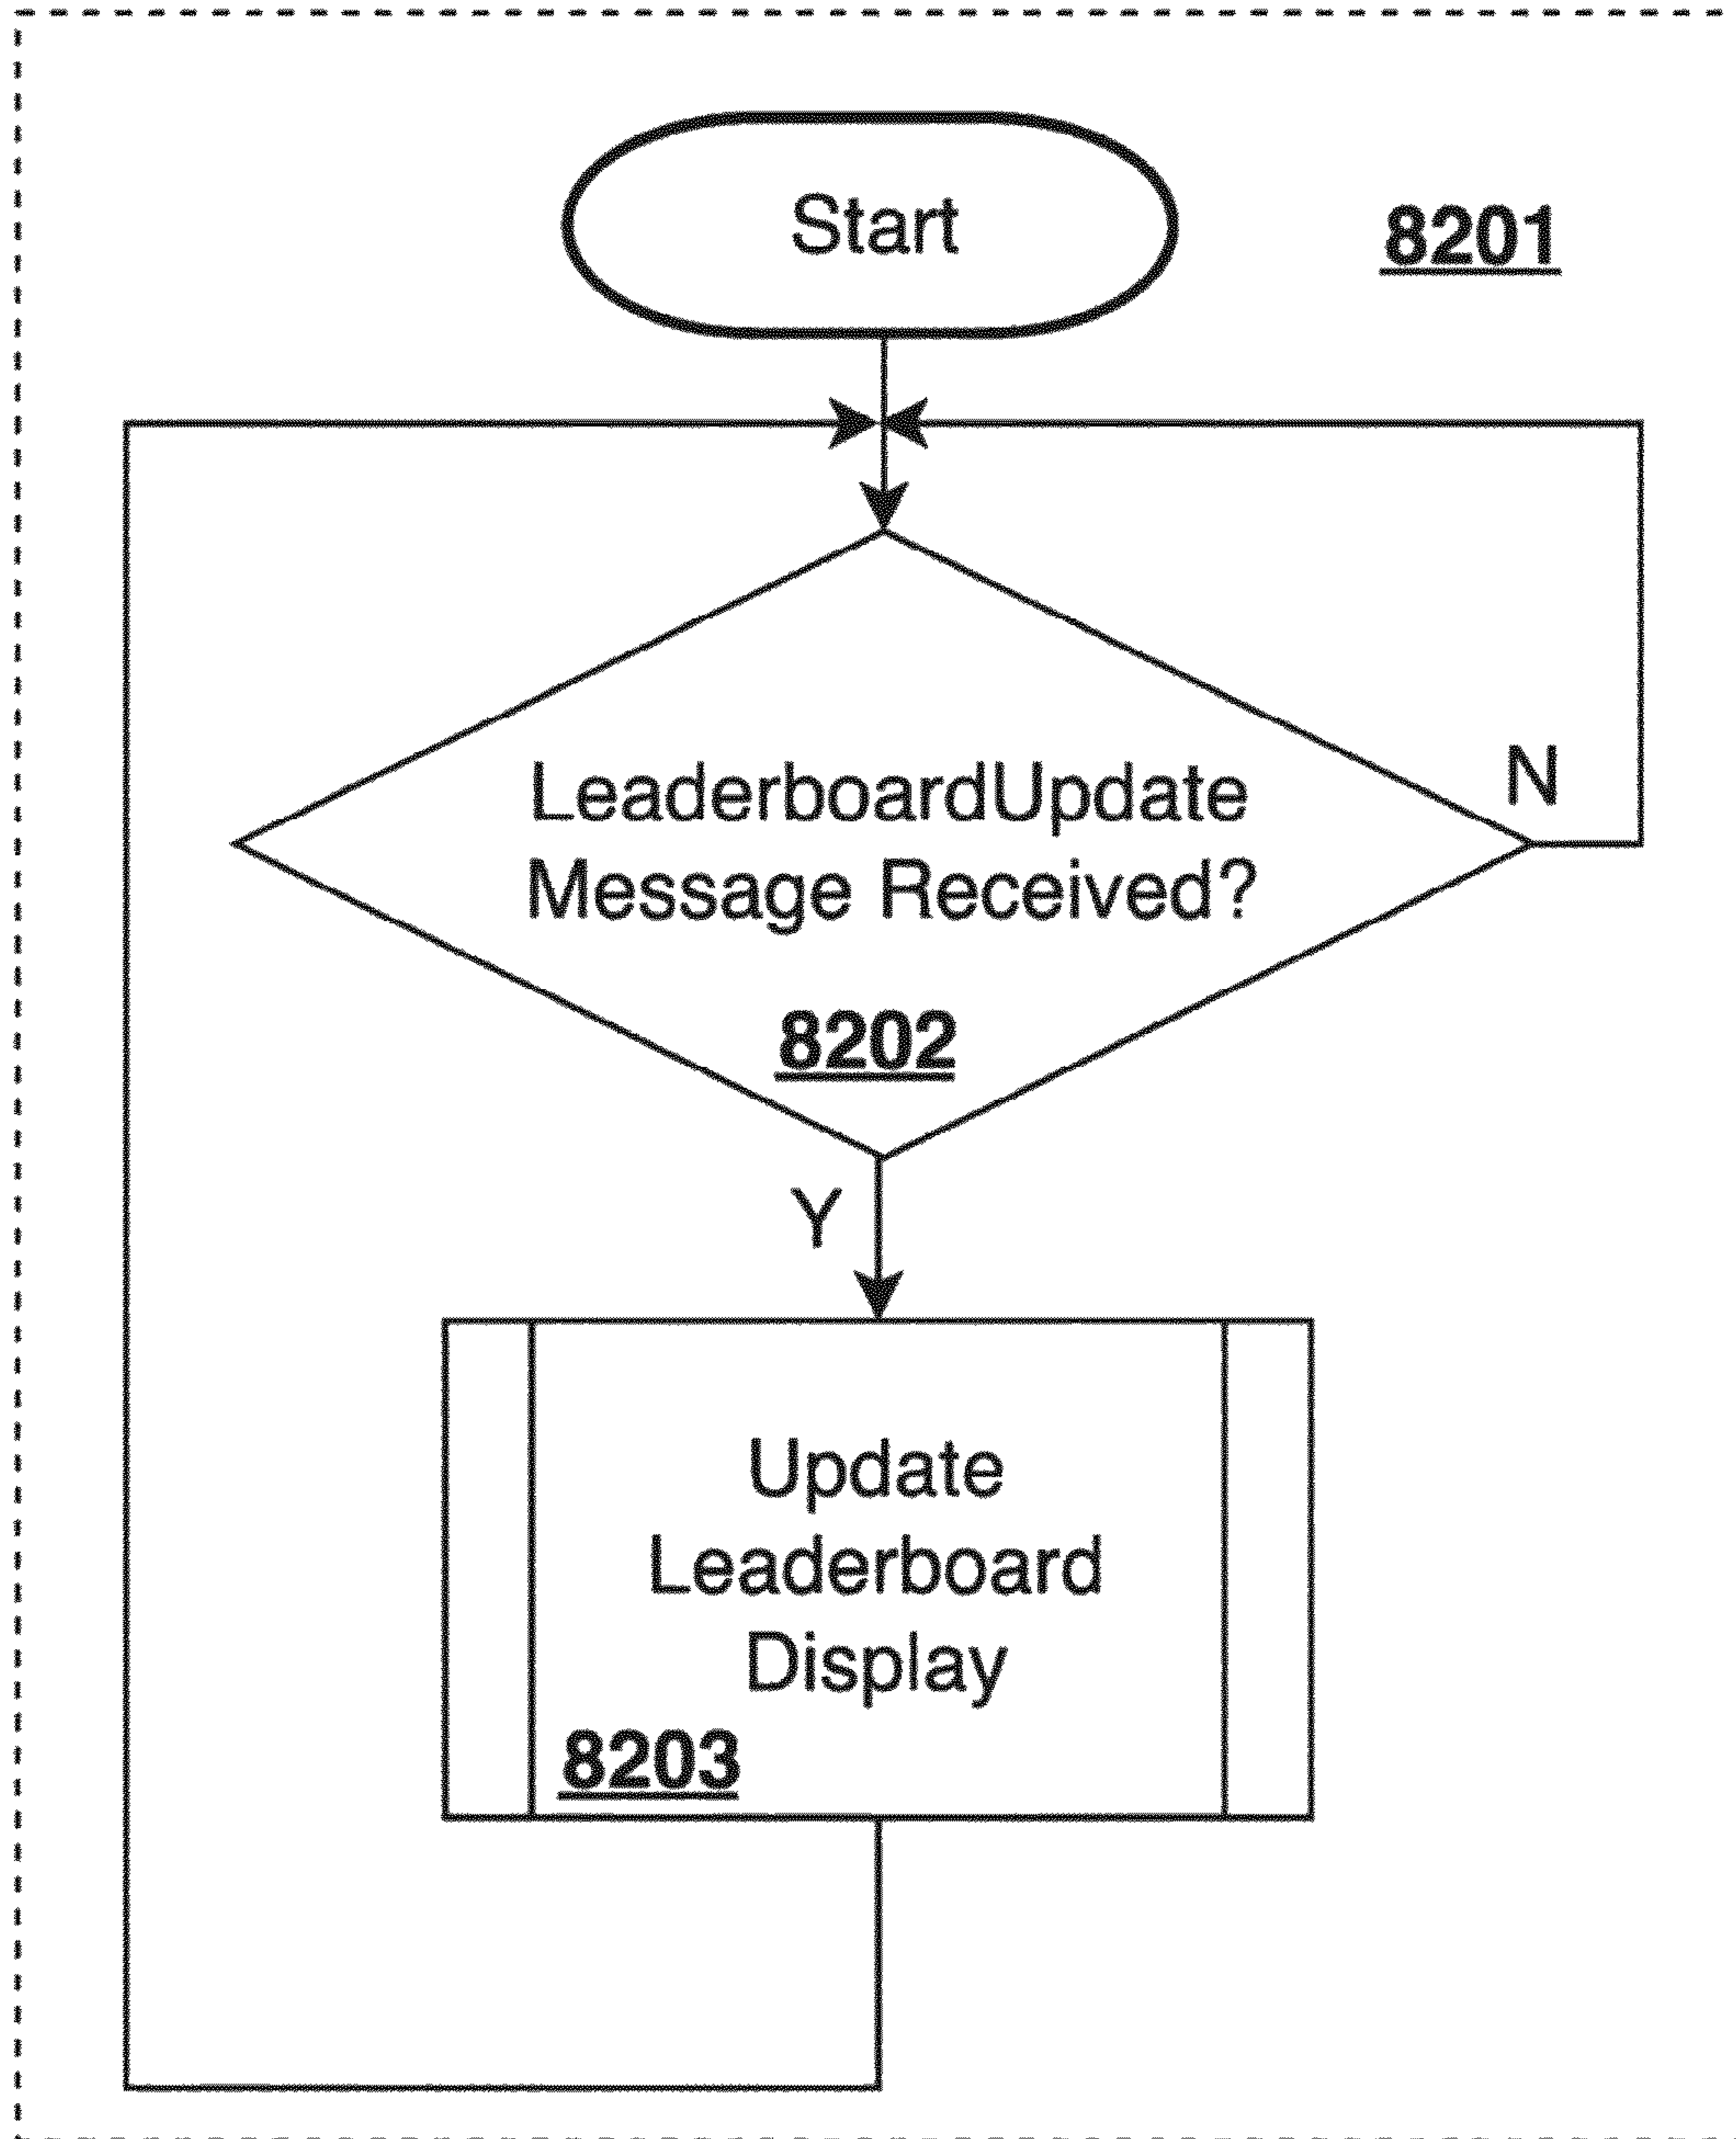 Start
8201
LeaderboardUpdate
Message Received?
N
8202
Y
Update
Leaderboard
Display
8203